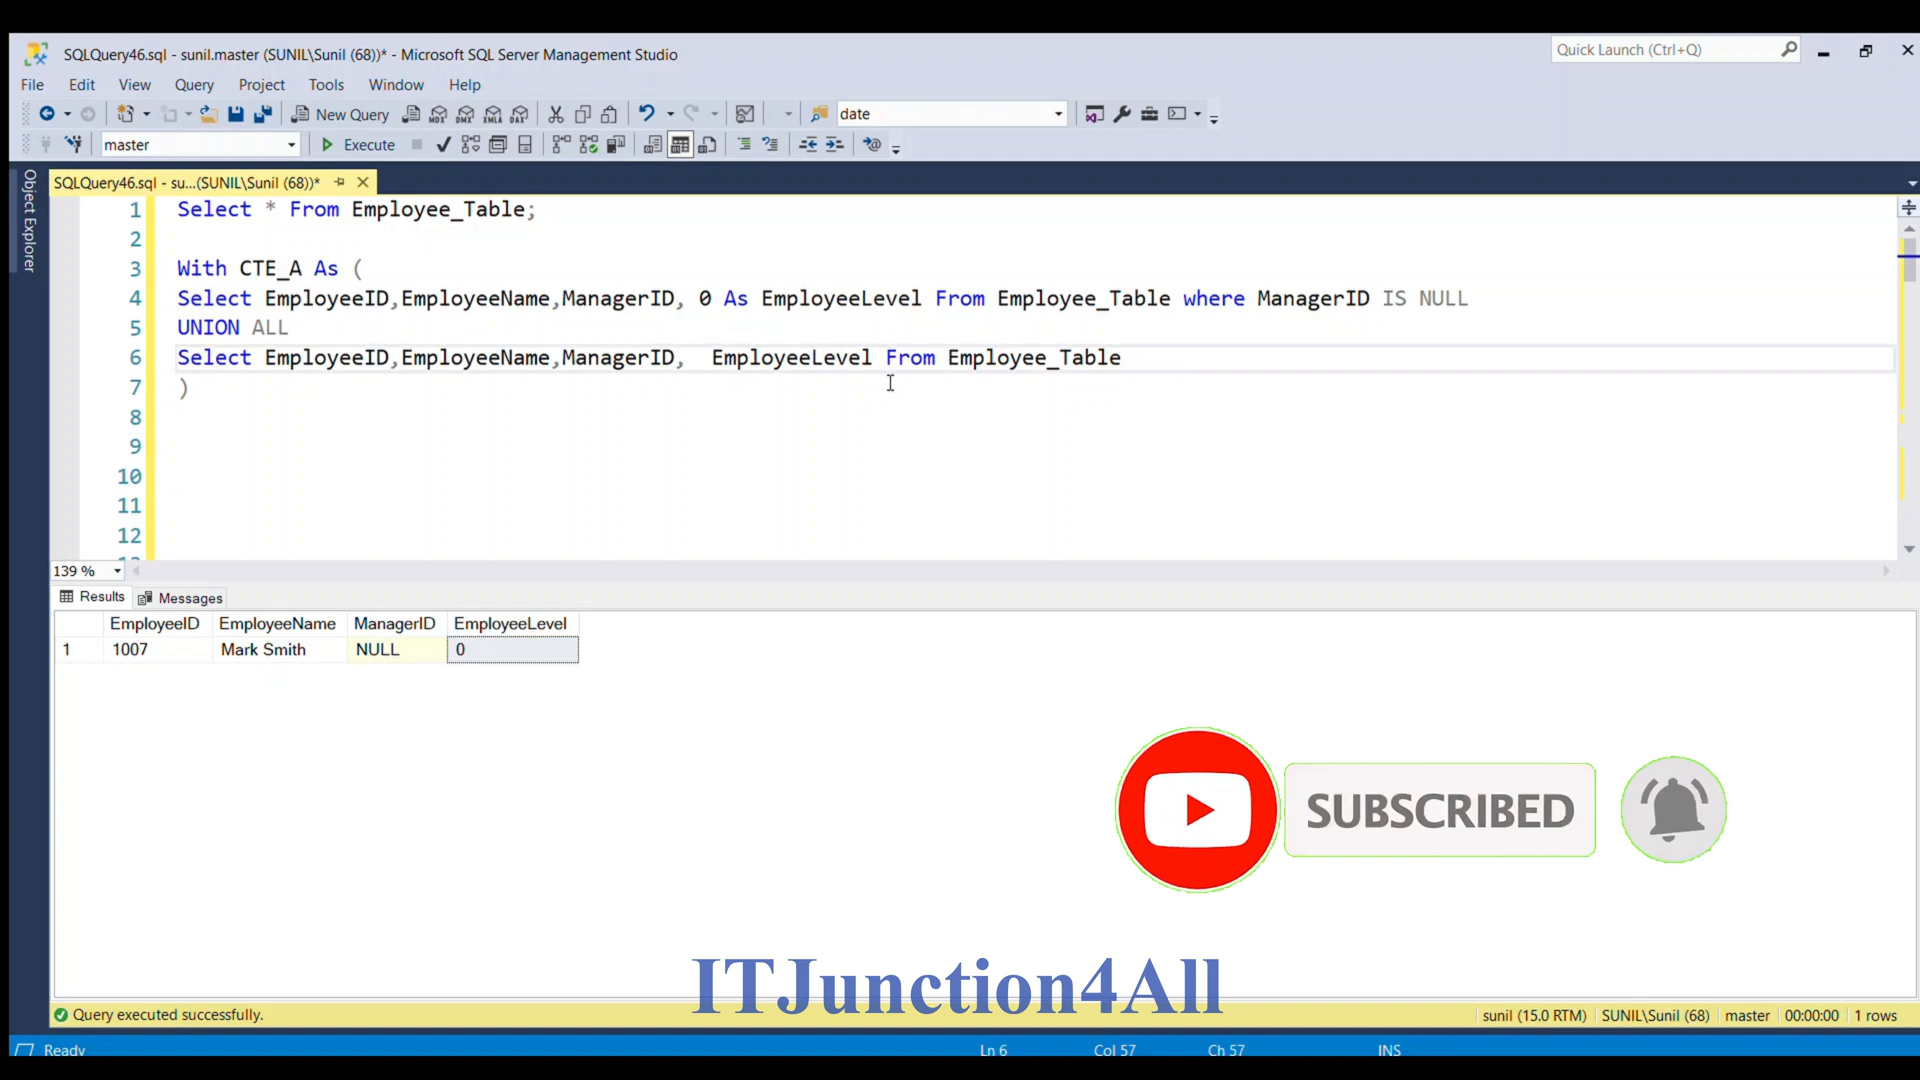 SQLQuery46.sql - sunil.master (SUNIL\Sunil (68))* - Microsoft SQL Server Management Studio
Quick Launch (Ctrl+Q)
File Edit View Query Project Tools Window Help
New Query
MDX DMX XMLA DAX
date
master
Execute
Object Explorer
SQLQuery46.sql - su...(SUNIL\Sunil (68))*
1 Select * From Employee_Table;
2
3 With CTE_A As (
4 Select EmployeeID,EmployeeName,ManagerID, 0 As EmployeeLevel From Employee_Table where ManagerID IS NULL
5 UNION ALL
6 Select EmployeeID,EmployeeName,ManagerID,  EmployeeLevel From Employee_Table
7 )
8
9
10
11
12
139 %
Results Messages
EmployeeID EmployeeName ManagerID EmployeeLevel
1 1007 Mark Smith NULL 0
SUBSCRIBED
ITJunction4All
Query executed successfully.
sunil (15.0 RTM) SUNIL\Sunil (68) master 00:00:00 1 rows
Ready Ln 6 Col 57 Ch 57 INS